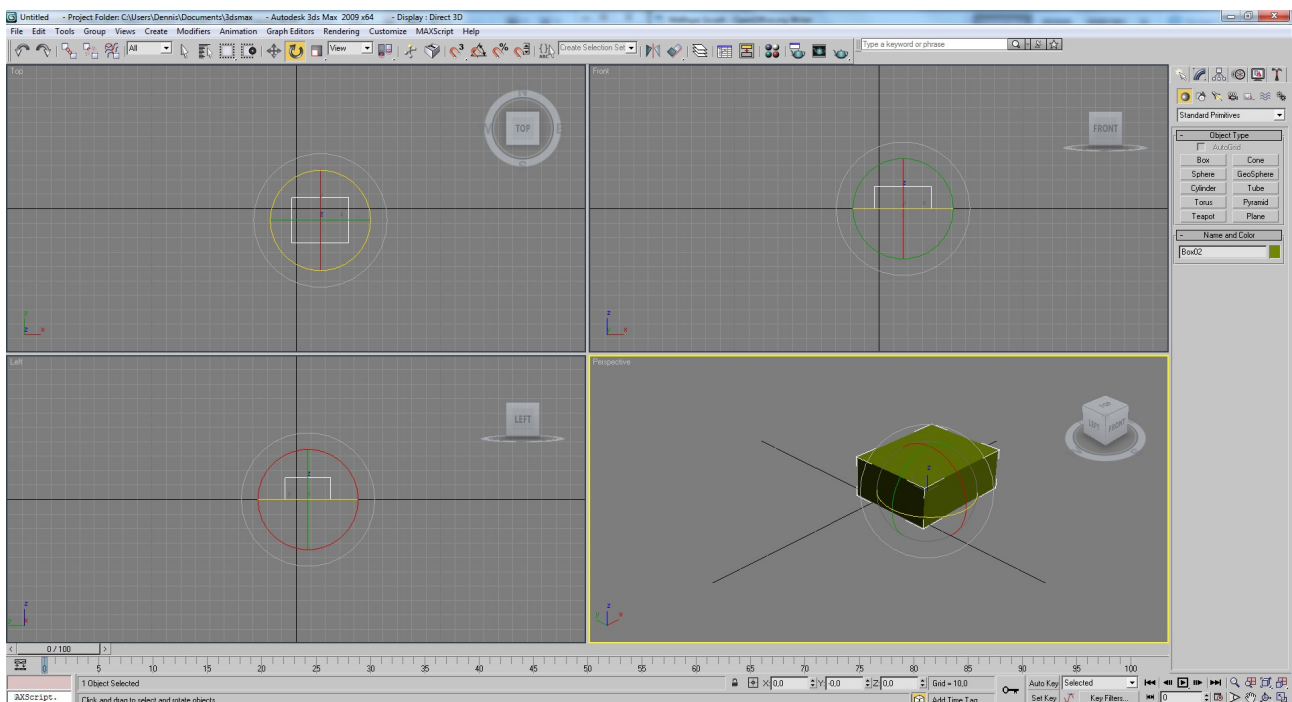 Untitled - Project Folder: C:\Users\Dennis\Documents\3dsmax - Autodesk 3ds Max 2009 x64 - Display : Direct 3D
File Edit Tools Group Views Create Modifiers Animation Graph Editors Rendering Customize MAXScript Help
All View Create Selection Set Type a keyword or phrase
Top
N
TOP
E
S
Front
FRONT
Standard Primitives
- Object Type
AutoGrid
Box Cone
Sphere GeoSphere
Cylinder Tube
Torus Pyramid
Teapot Plane
- Name and Color
Box02
z
y
z x
z
z x
Left
LEFT
z
z
y
Perspective
TOP
LEFT FRONT
z
z
y x
< 0 / 100 >
0 5 10 15 20 25 30 35 40 45 50 55 60 65 70 75 80 85 90 95 100
1 Object Selected X: 0,0 Y: -0,0 Z: 0,0 Grid = 10,0 Auto Key Selected
AXScript. Click and drag to select and rotate objects Add Time Tag Set Key Key Filters... 0